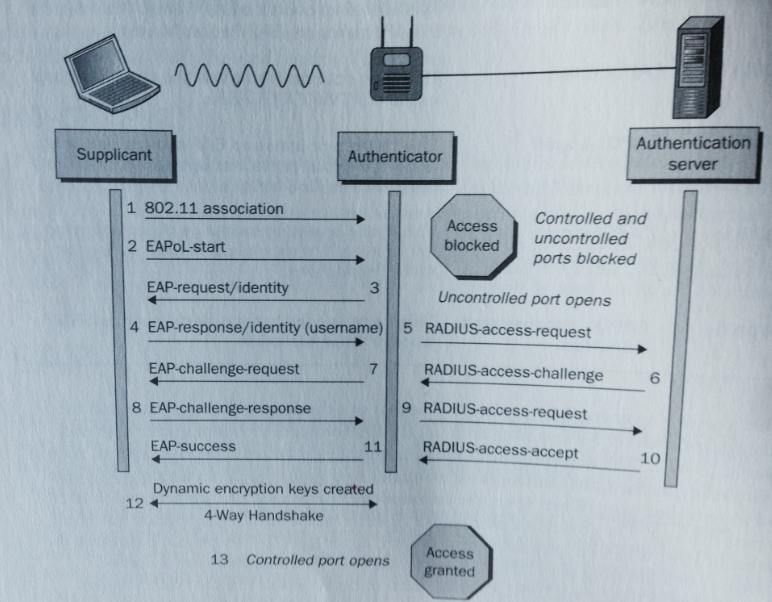 Supplicant
Authenticator
Authentication
server
1 802.11 association
Access
blocked
Controlled and
uncontrolled
ports blocked
2 EAPoL-start
EAP-request/identity 3
Uncontrolled port opens
4 EAP-response/identity (username)
5 RADIUS-access-request
EAP-challenge-request 7
RADIUS-access-challenge 6
8 EAP-challenge-response
9 RADIUS-access-request
EAP-success 11
RADIUS-access-accept 10
Dynamic encryption keys created
12
4-Way Handshake
13 Controlled port opens
Access
granted